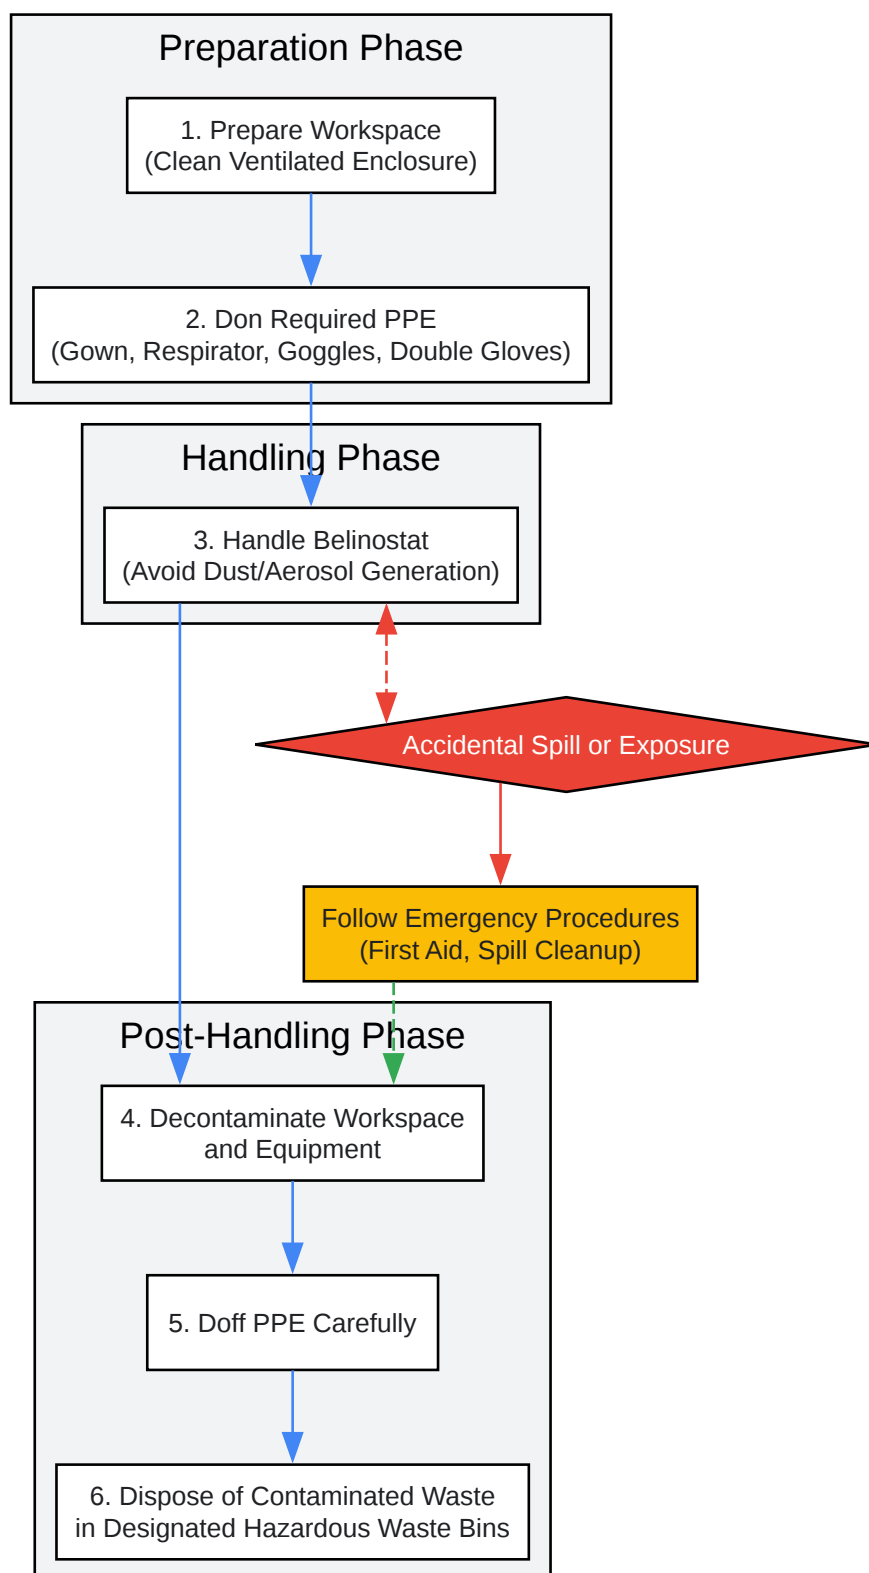 Preparation Phase
1. Prepare Workspace
(Clean Ventilated Enclosure)
2. Don Required PPE
(Gown, Respirator, Goggles, Double Gloves)
Handling Phase
3. Handle Belinostat
(Avoid Dust/Aerosol Generation)
Accidental Spill or Exposure
Follow Emergency Procedures
(First Aid, Spill Cleanup)
Post-Handling Phase
4. Decontaminate Workspace
and Equipment
5. Doff PPE Carefully
6. Dispose of Contaminated Waste
in Designated Hazardous Waste Bins